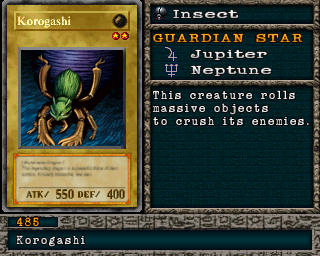 Korogashi
ATK/ 550 DEF/ 400
Insect
GUARDIAN STAR
Jupiter
Neptune
This creature rolls
massive objects
to crush its enemies.
485
Korogashi